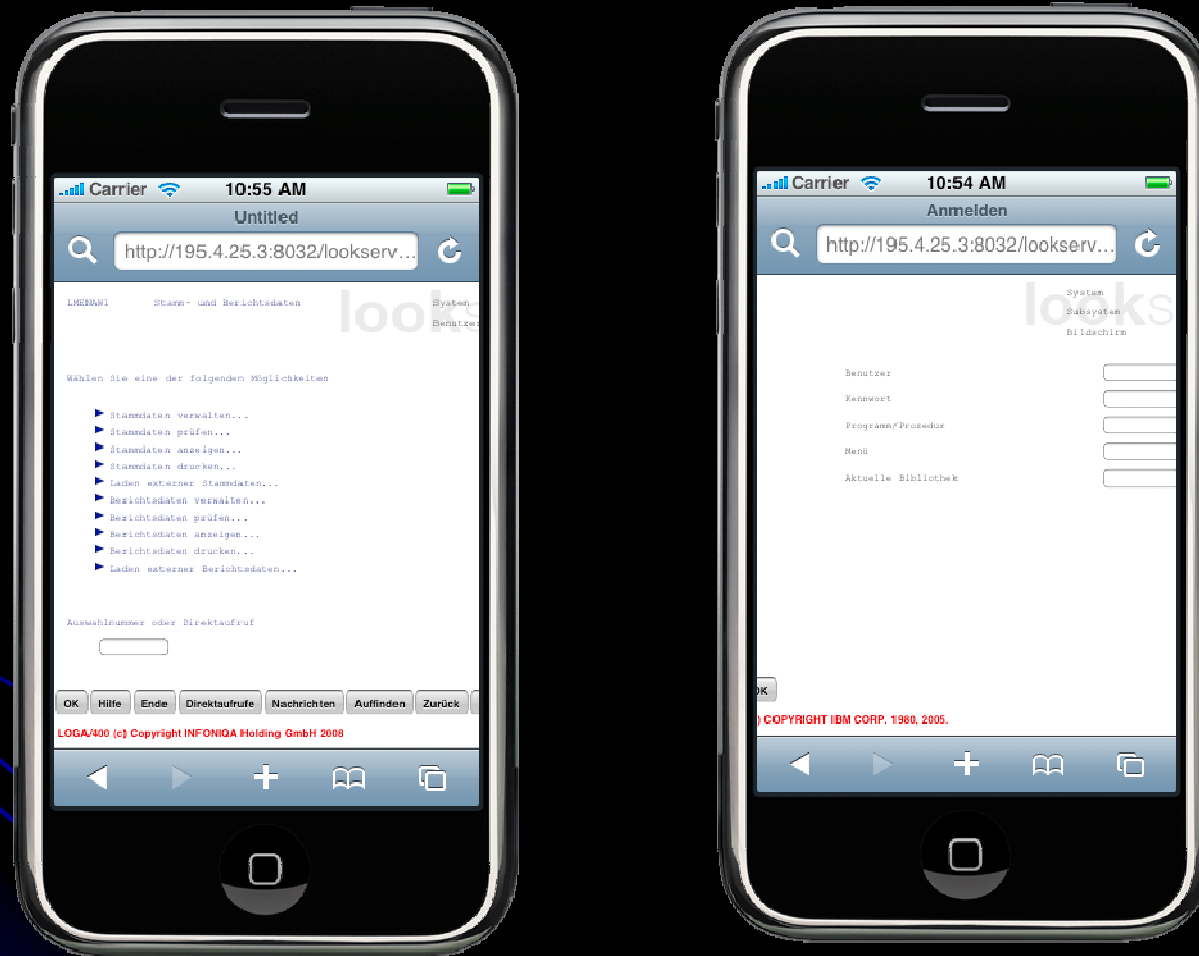 Carrier 10:55 AM
Untitled
http://195.4.25.3:8032/lookserv...
looks
LMENAW1 Stamm- und Berichtsdaten System
Benutzer
Wählen Sie eine der folgenden Möglichkeiten
Stammdaten verwalten...
Stammdaten prüfen...
Stammdaten anzeigen...
Stammdaten drucken...
Laden externer Stammdaten...
Berichtsdaten verwalten...
Berichtsdaten prüfen...
Berichtsdaten anzeigen...
Berichtsdaten drucken...
Laden externer Berichtsdaten...
Auswahlnummer oder Direktaufruf
OK Hilfe Ende Direktaufrufe Nachrichten Auffinden Zurück
LOGA/400 (c) Copyright INFONIQA Holding GmbH 2008
Carrier 10:54 AM
Anmelden
http://195.4.25.3:8032/lookserv...
looks
System
Subsystem
Bildschirm
Benutzer
Kennwort
Programm/Prozedur
Menü
Aktuelle Bibliothek
OK
) COPYRIGHT IBM CORP. 1980, 2005.